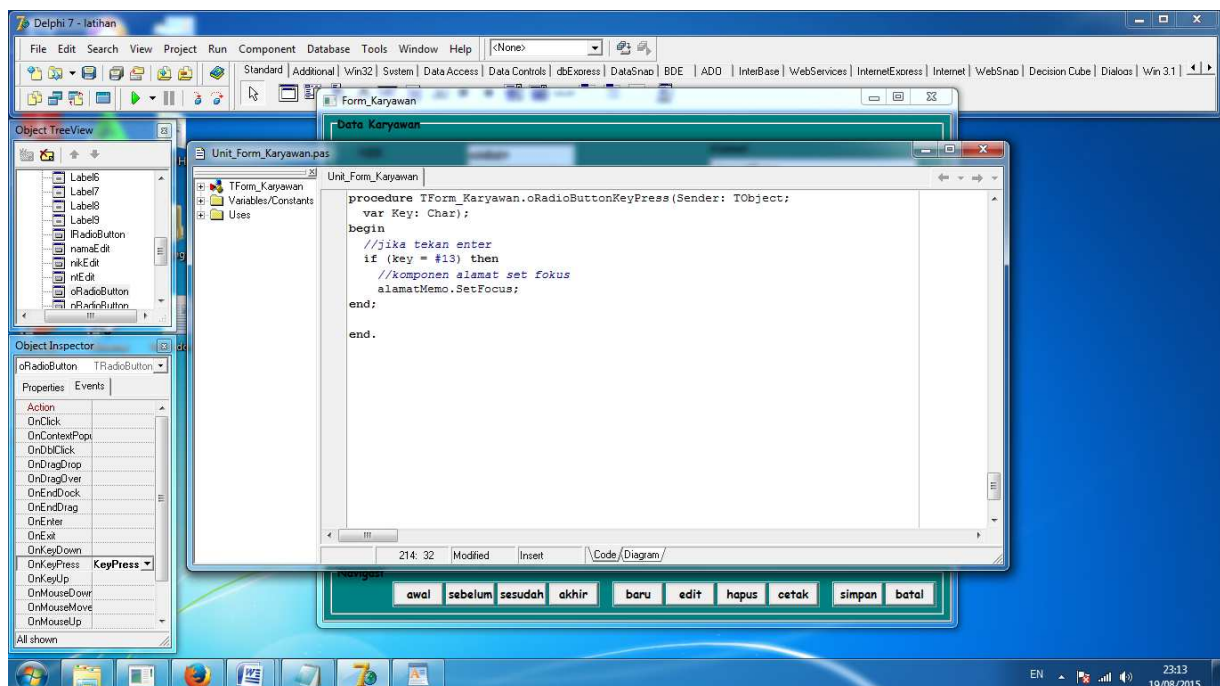 Delphi 7 - latihan
File Edit Search View Project Run Component Database Tools Window Help <None>
Standard Additional Win32 System Data Access Data Controls dbExpress DataSnap BDE ADO InterBase WebServices InternetExpress Internet WebSnap Decision Cube Dialogs Win 3.1
Form_Karyawan
Data Karyawan
Object TreeView
Label6
Label7
Label8
Label9
lRadioButton
namaEdit
nikEdit
ntEdit
oRadioButton
pRadioButton
Unit_Form_Karyawan.pas
TForm_Karyawan
Variables/Constants
Uses
Unit_Form_Karyawan
procedure TForm_Karyawan.oRadioButtonKeyPress(Sender: TObject;
var Key: Char);
begin
//jika tekan enter
if (key = #13) then
//komponen alamat set fokus
alamatMemo.SetFocus;
end;
end.
214: 32 Modified Insert Code Diagram
Object Inspector
oRadioButton TRadioButton
Properties Events
Action
OnClick
OnContextPopu
OnDblClick
OnDragDrop
OnDragOver
OnEndDock
OnEndDrag
OnEnter
OnExit
OnKeyDown
OnKeyPress KeyPress
OnKeyUp
OnMouseDown
OnMouseMove
OnMouseUp
All shown
Navigasi
awal sebelum sesudah akhir baru edit hapus cetak simpan batal
EN 23:13
19/08/2015